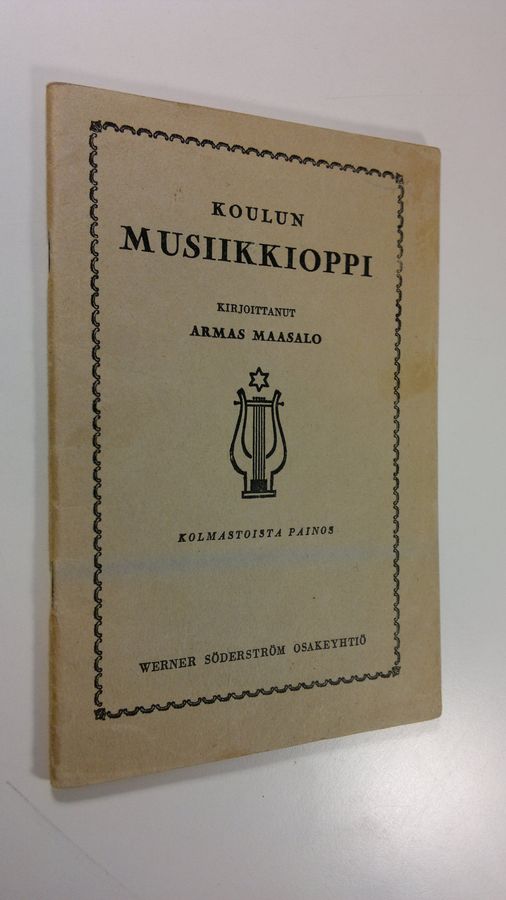 KOULUN
MUSIIKKIOPPI
KIRJOITTANUT
ARMAS MAASALO
KOLMASTOISTA PAINOS
WERNER SÖDERSTRÖM OSAKEYHTIÖ